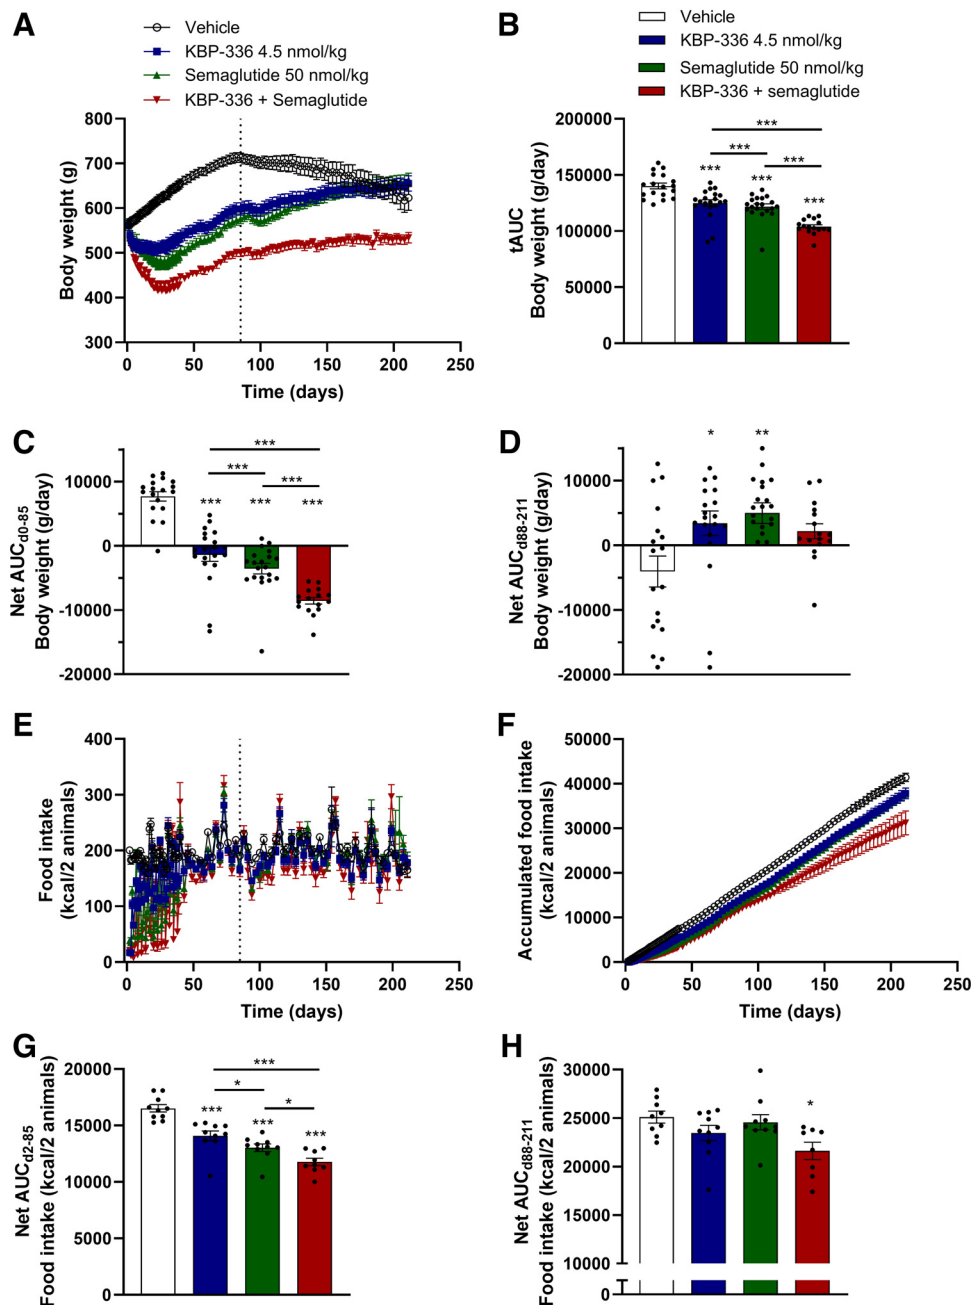 A
Vehicle
KBP-336 4.5 nmol/kg
Semaglutide 50 nmol/kg
KBP-336 + Semaglutide
Body weight (g)
800
700
600
500
400
300
0
50
100
150
200
250
Time (days)
B
Vehicle
KBP-336 4.5 nmol/kg
Semaglutide 50 nmol/kg
KBP-336 + semaglutide
tAUC
Body weight (g/day)
200000
150000
100000
50000
0
***
***
***
***
***
***
C
Net AUCd0-85
Body weight (g/day)
10000
0
-10000
-20000
***
***
***
***
***
***
D
Net AUCd88-211
Body weight (g/day)
10000
0
-10000
-20000
*
**
E
Food intake
(kcal/2 animals)
400
300
200
100
0
0
50
100
150
200
250
Time (days)
F
Accumulated food intake
(kcal/2 animals)
50000
40000
30000
20000
10000
0
0
50
100
150
200
250
Time (days)
G
Net AUCd2-85
Food intake (kcal/2 animals)
20000
15000
10000
5000
0
***
*
*
***
***
***
H
Net AUCd88-211
Food intake (kcal/2 animals)
30000
25000
20000
15000
10000
0
*